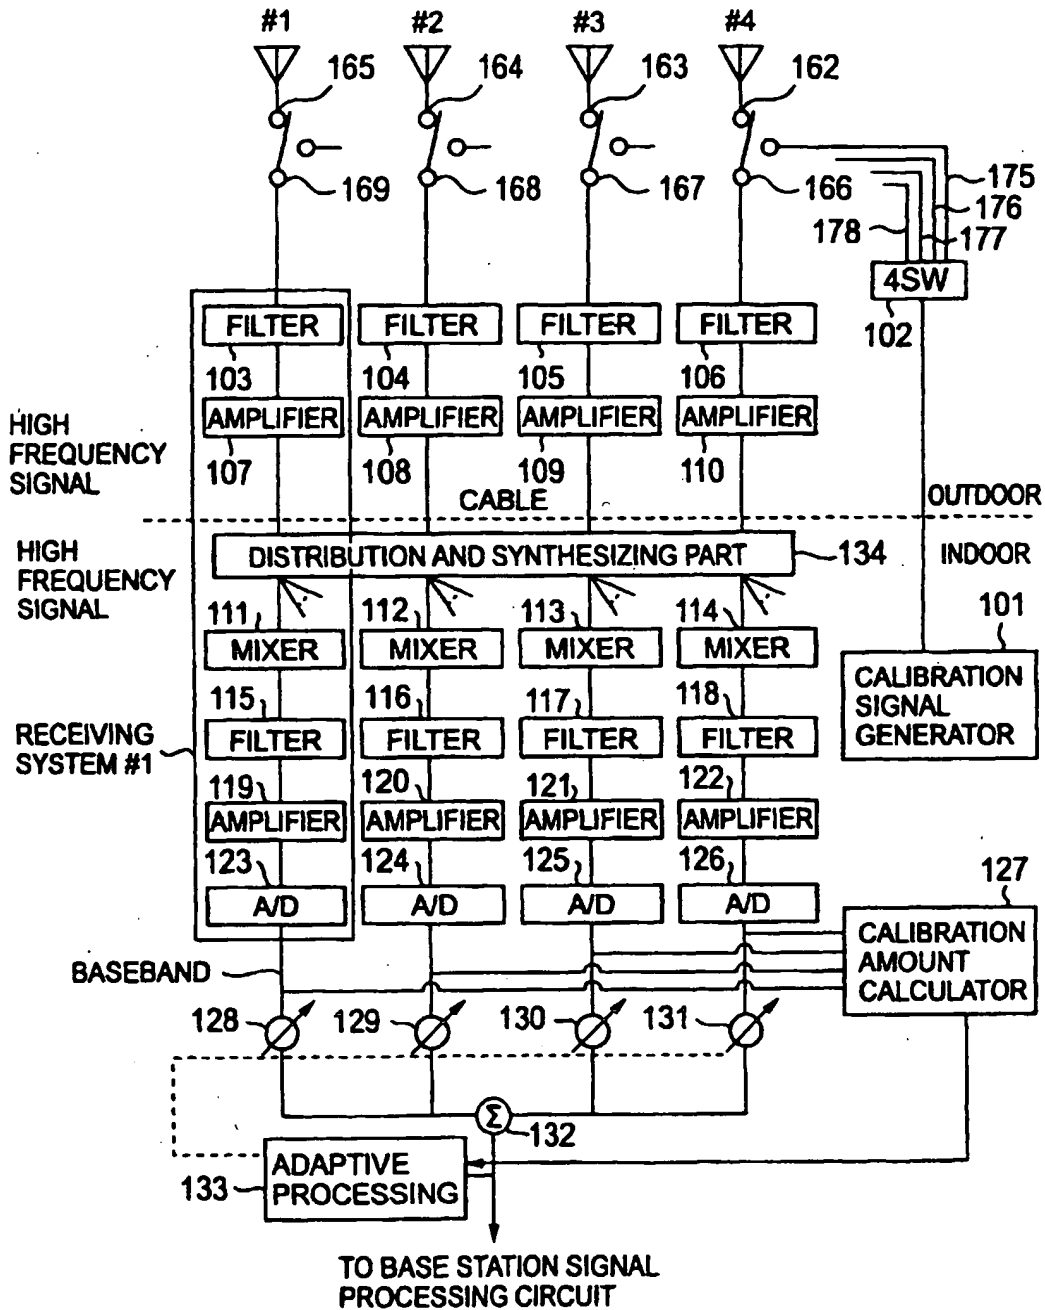 #1 #2 #3 #4
165 164 163 162
169 168 167 166 175
176
178 177
4SW
102
FILTER FILTER FILTER FILTER
103 104 105 106
AMPLIFIER AMPLIFIER AMPLIFIER AMPLIFIER
107 108 109 110
HIGH
FREQUENCY
SIGNAL
CABLE
OUTDOOR
INDOOR
HIGH
FREQUENCY
SIGNAL
DISTRIBUTION AND SYNTHESIZING PART
134
111 112 113 114
MIXER MIXER MIXER MIXER
101
CALIBRATION
SIGNAL
GENERATOR
115 116 117 118
FILTER FILTER FILTER FILTER
RECEIVING
SYSTEM #1
119 120 121 122
AMPLIFIER AMPLIFIER AMPLIFIER AMPLIFIER
123 124 125 126
A/D A/D A/D A/D
127
CALIBRATION
AMOUNT
CALCULATOR
BASEBAND
128 129 130 131
Σ
132
ADAPTIVE
PROCESSING
133
TO BASE STATION SIGNAL
PROCESSING CIRCUIT